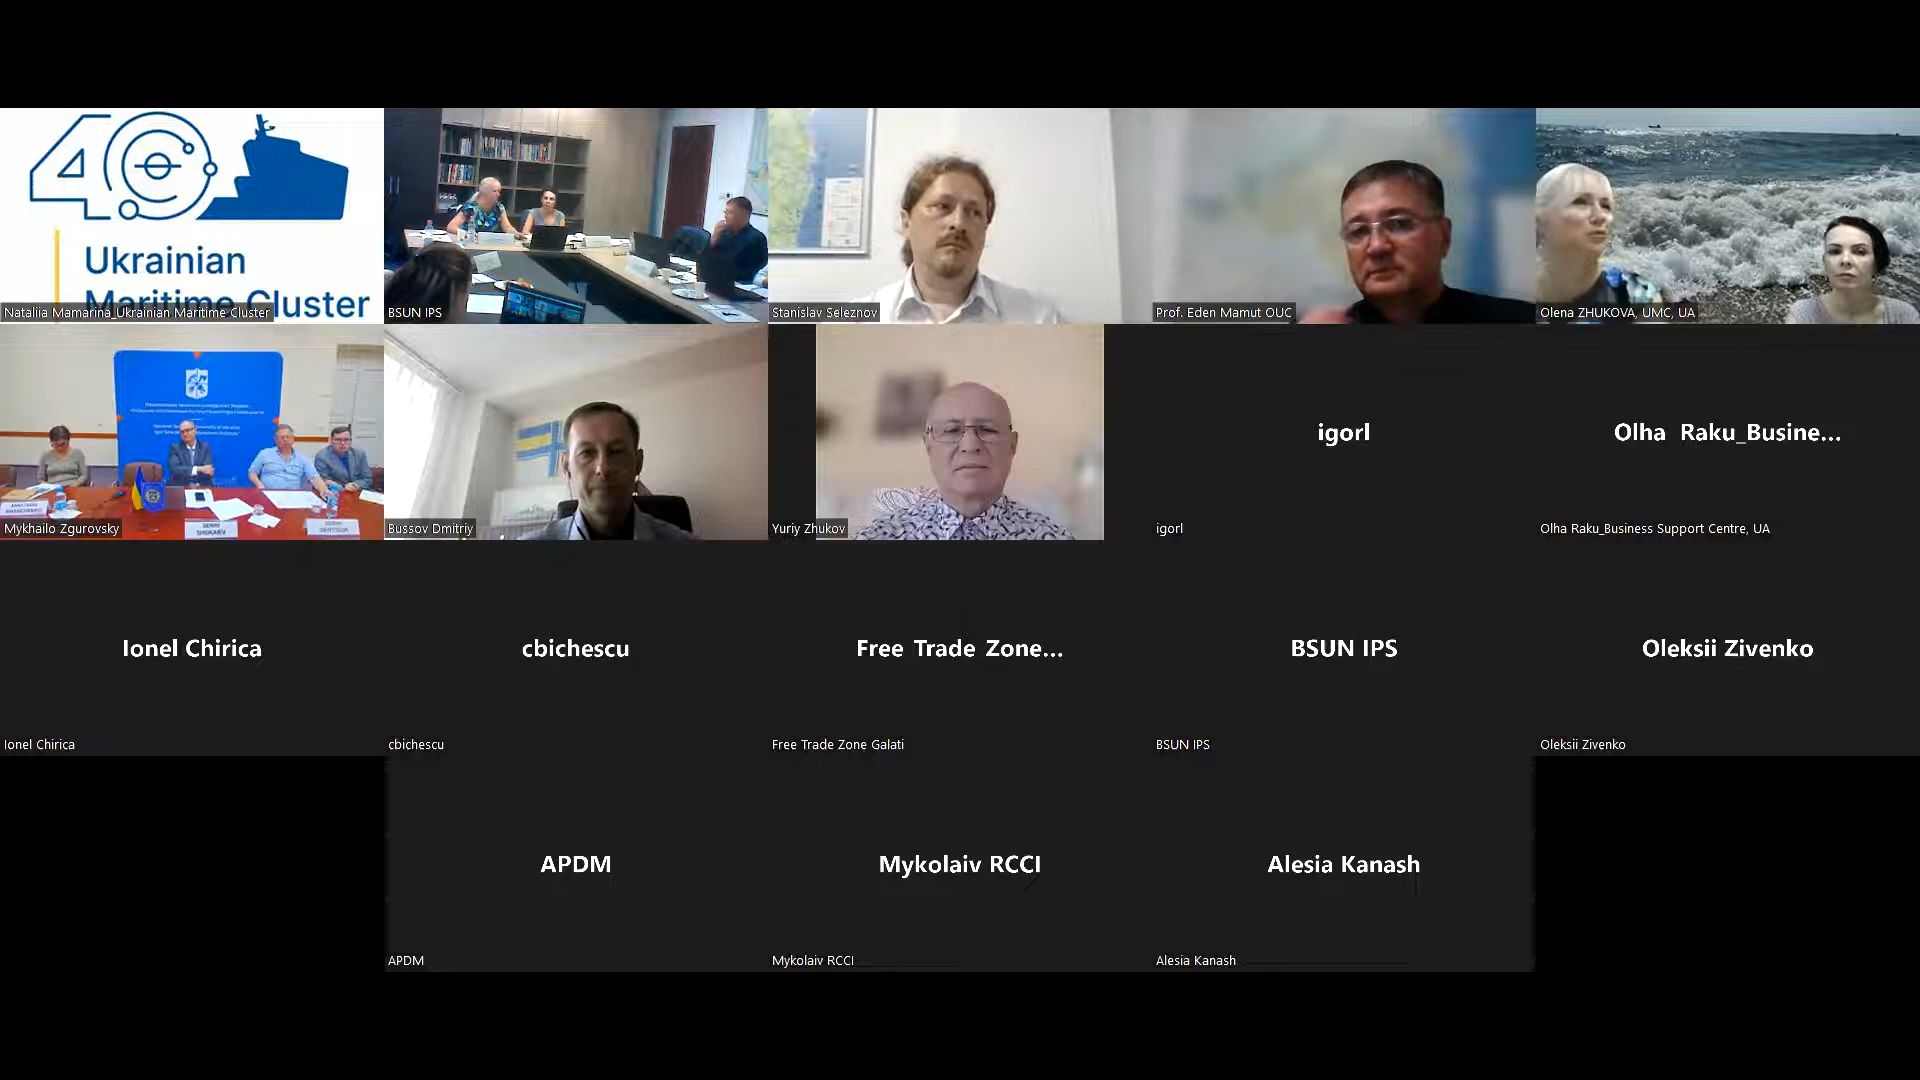 Ukrainian
Maritime Cluster
Nataliia Mamarina_Ukrainian Maritime Cluster
BSUN IPS
Stanislav Seleznov
Prof. Eden Mamut OUC
Olena ZHUKOVA, UMC, UA
SERHII
Mykhailo Zgurovsky
Bussov Dmitriy
Yuriy Zhukov
igorl
igorl
Olha Raku_Busine...
Olha Raku_Business Support Centre, UA
Ionel Chirica
Ionel Chirica
cbichescu
cbichescu
Free Trade Zone...
Free Trade Zone Galati
BSUN IPS
BSUN IPS
Oleksii Zivenko
Oleksii Zivenko
APDM
APDM
Mykolaiv RCCI
Mykolaiv RCCI
Alesia Kanash
Alesia Kanash